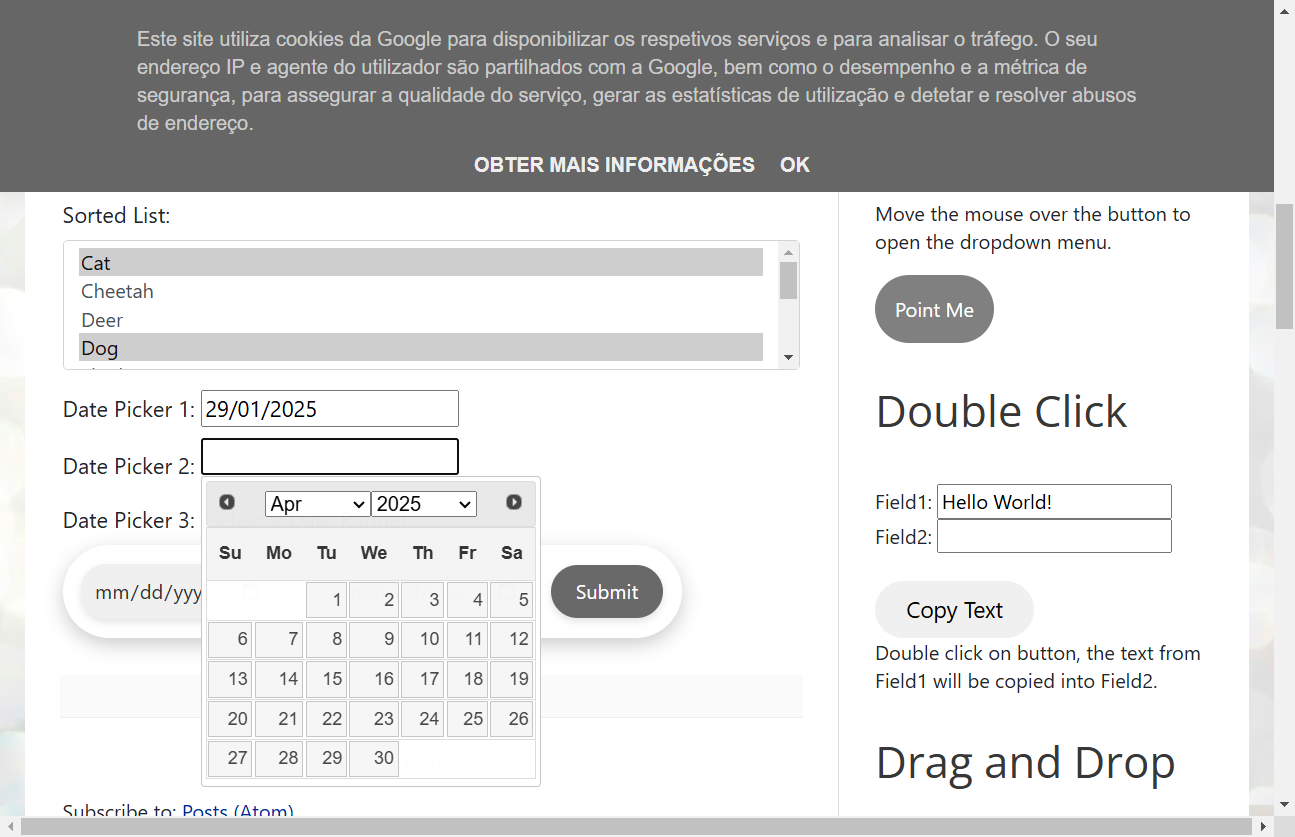 Este site utiliza cookies da Google para disponibilizar os respetivos serviços e para analisar o tráfego. O seu
endereço IP e agente do utilizador são partilhados com a Google, bem como o desempenho e a métrica de
segurança, para assegurar a qualidade do serviço, gerar as estatísticas de utilização e detetar e resolver abusos
de endereço.
OBTER MAIS INFORMAÇÕES OK
Sorted List:
Cat
Cheetah
Deer
Dog
Date Picker 1: 29/01/2025
Date Picker 2:
Apr 2025
Date Picker 3:
Su Mo Tu We Th Fr Sa
mm/dd/yyy
Submit
1 2 3 4 5
6 7 8 9 10 11 12
13 14 15 16 17 18 19
20 21 22 23 24 25 26
27 28 29 30
Subscribe to: Posts (Atom)
Move the mouse over the button to
open the dropdown menu.
Point Me
Double Click
Field1: Hello World!
Field2:
Copy Text
Double click on button, the text from
Field1 will be copied into Field2.
Drag and Drop